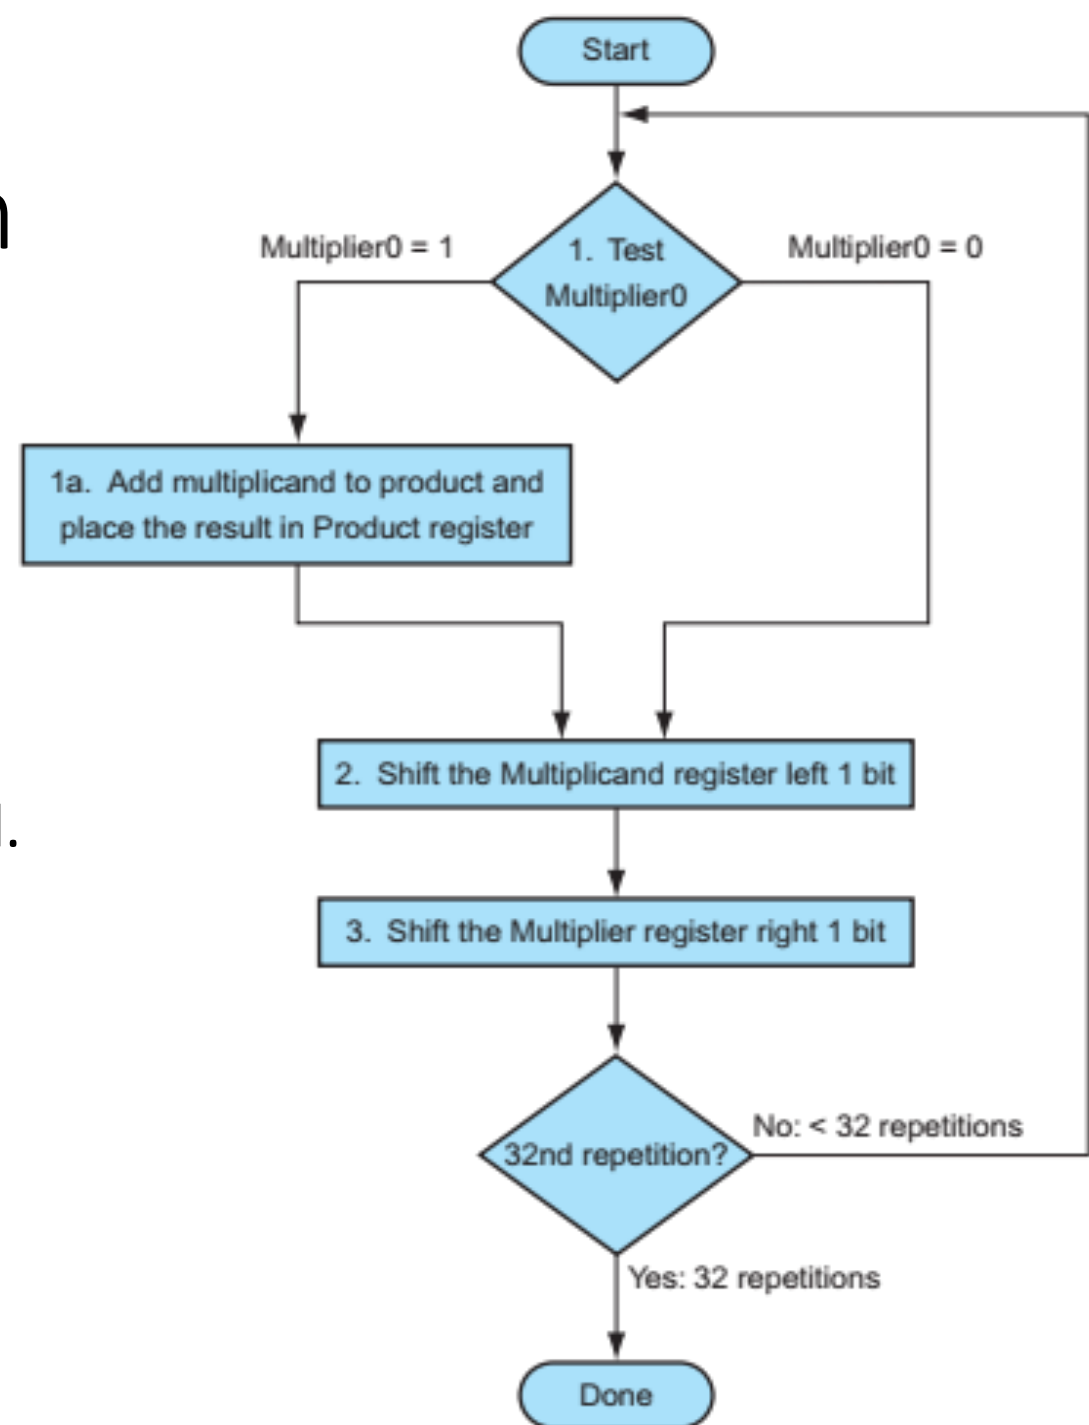 Start
Multiplier0 = 1
1. Test
Multiplier0
Multiplier0 = 0
1a. Add multiplicand to product and
place the result in Product register
2. Shift the Multiplicand register left 1 bit
3. Shift the Multiplier register right 1 bit
32nd repetition?
No: < 32 repetitions
Yes: 32 repetitions
Done